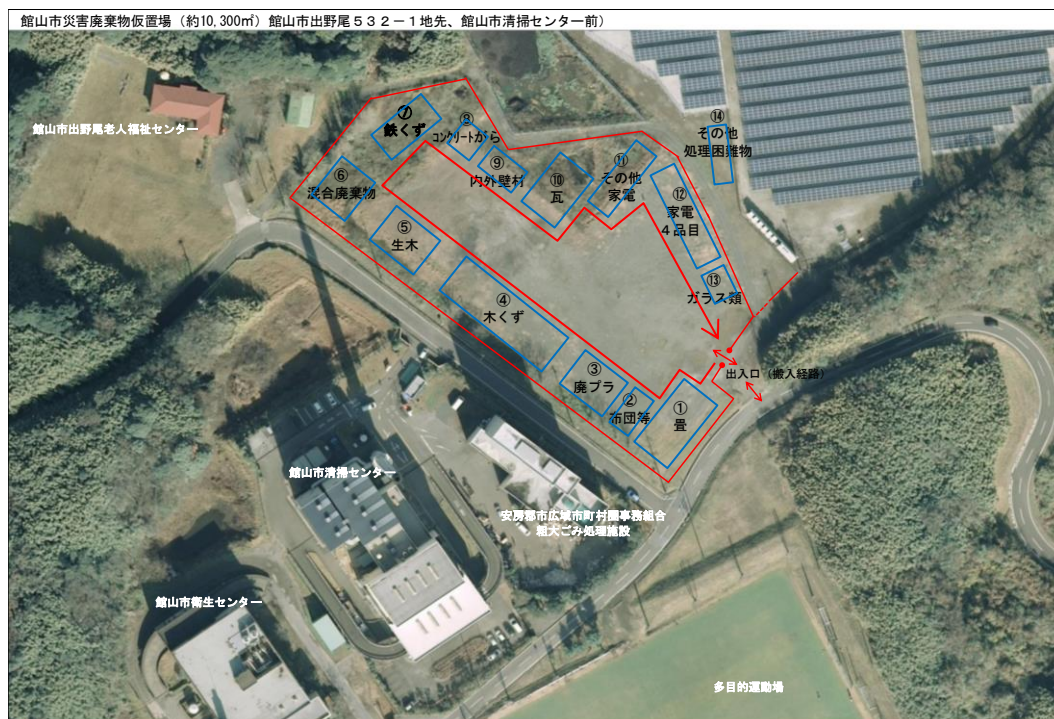 館山市災害廃棄物仮置場（約10,300㎡）館山市出野尾５３２－１地先、館山市清掃センター前）
館山市出野尾老人福祉センター
⑦
鉄くず
⑧
コンクリートがら
⑨
内外壁材
⑩
瓦
⑪
その他
家電
⑭
その他
処理困難物
⑥
混合廃棄物
⑫
家電
４品目
⑤
生木
⑬
ガラス類
④
木くず
③
廃プラ
②
布団等
①
畳
出入口（搬入経路）
館山市清掃センター
安房郡市広域市町村圏事務組合
粗大ごみ処理施設
館山市衛生センター
多目的運動場